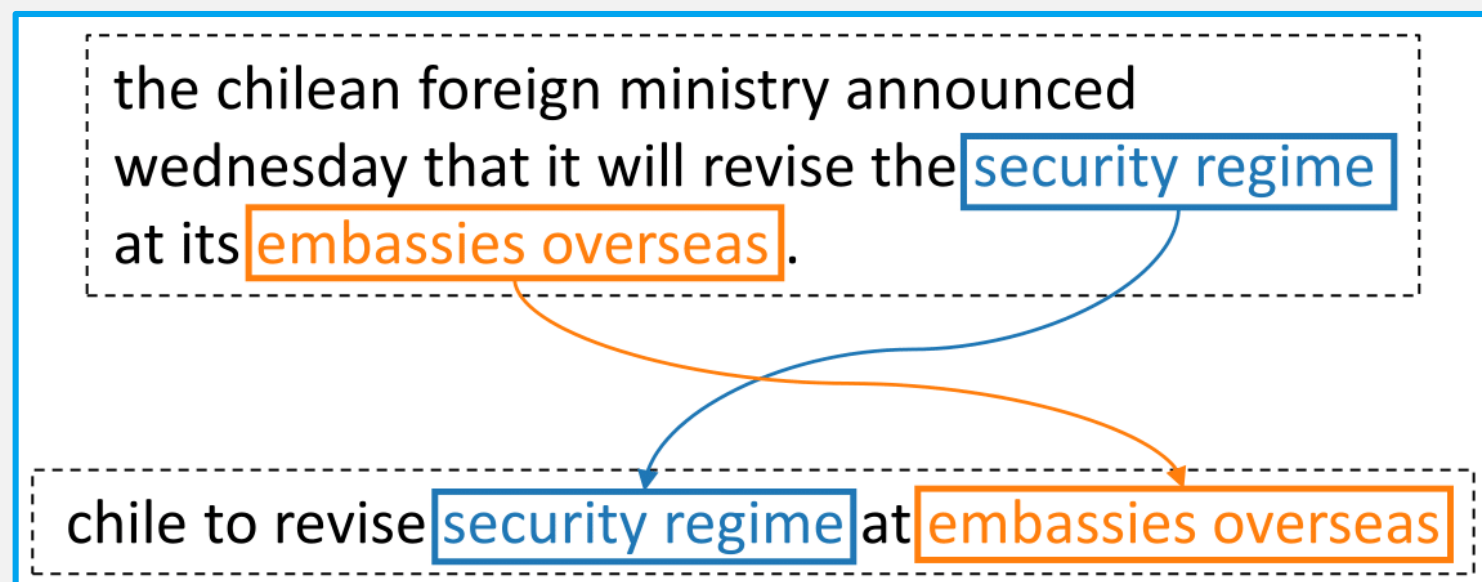 the chilean foreign ministry announced
wednesday that it will revise the security regime
at its embassies overseas.
chile to revise security regime at embassies overseas